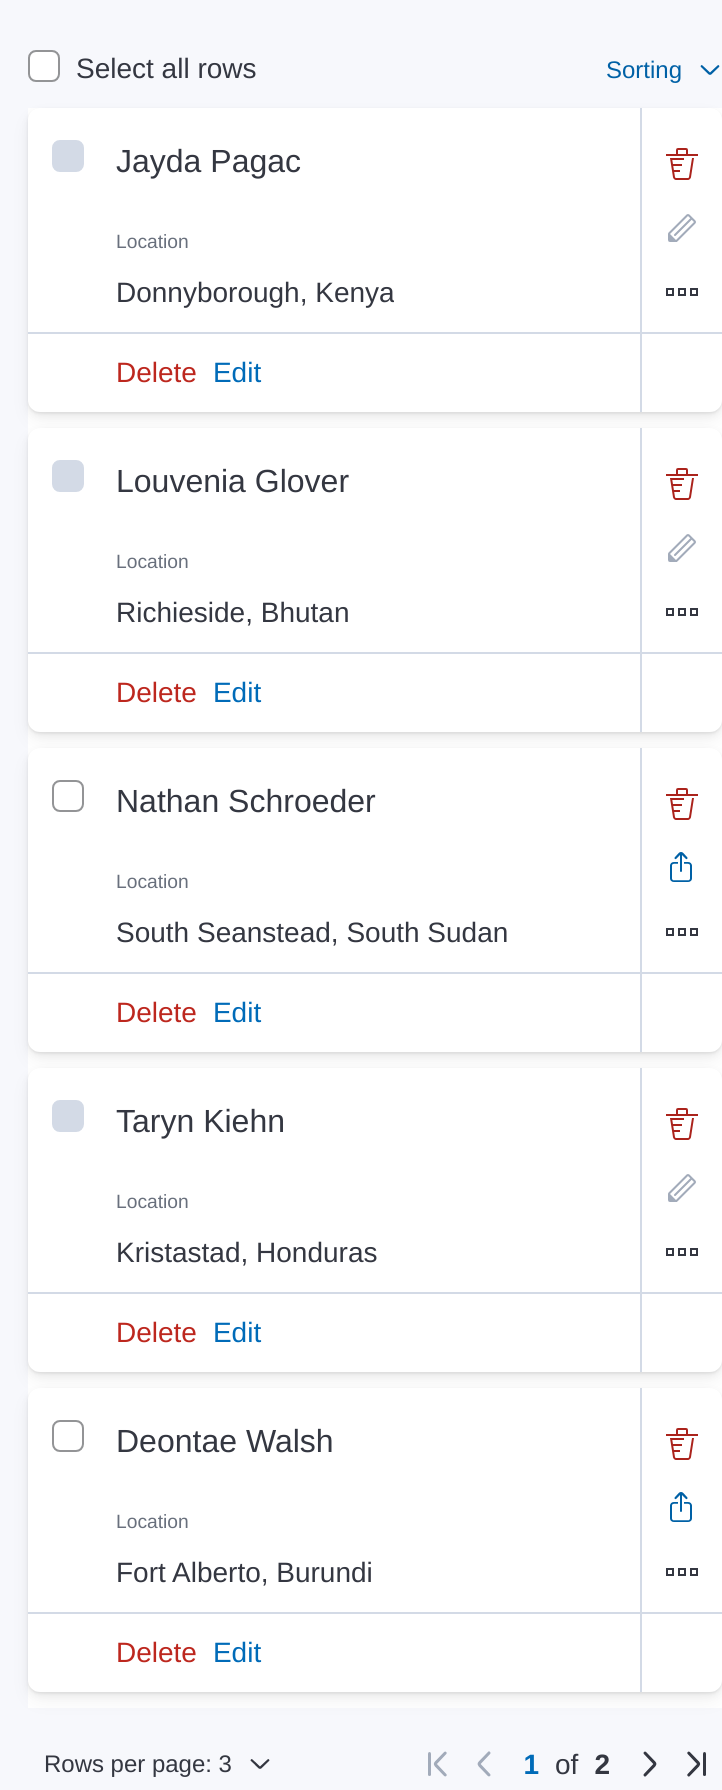 Select all rows
Sorting
Jayda Pagac
Location
Donnyborough, Kenya
Delete Edit
Louvenia Glover
Location
Richieside, Bhutan
Delete Edit
Nathan Schroeder
Location
South Seanstead, South Sudan
Delete Edit
Taryn Kiehn
Location
Kristastad, Honduras
Delete Edit
Deontae Walsh
Location
Fort Alberto, Burundi
Delete Edit
Rows per page: 3 1 of 2